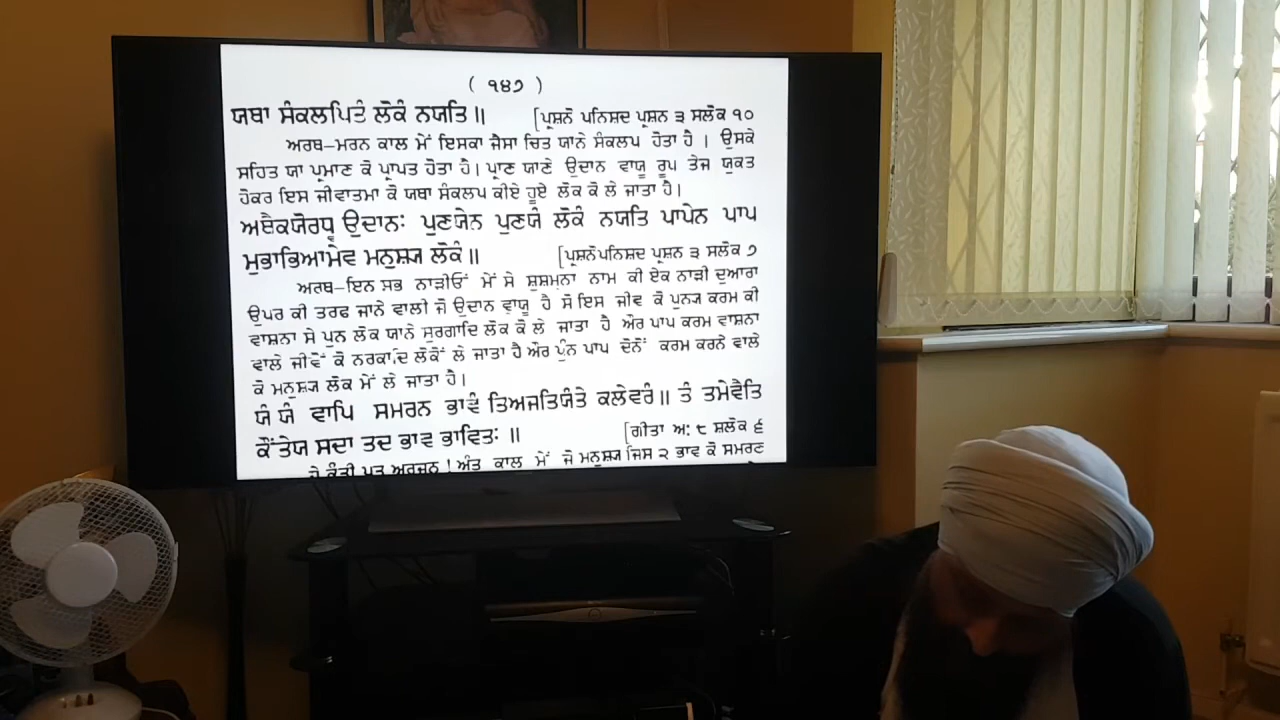 ( ੧੪੭ )
ਯਥਾ ਸੰਕਲਪਿਤੰ ਲੋਕੰ ਨਯਤਿ ॥ [ਪ੍ਰਸ਼ਨੋ ਪਨਿਸ਼ਦ ਪ੍ਰਸ਼ਨ ੩ ਸਲੋਕ ੧੦
ਅਰਥ–ਮਰਨ ਕਾਲ ਮੇਂ ਇਸਕਾ ਜੈਸਾ ਚਿਤ ਯਾਨੇ ਸੰਕਲਪ ਹੋਤਾ ਹੈ । ਉਸਕੇ
ਸਹਿਤ ਯਾ ਪ੍ਰਮਾਣ ਕੋ ਪ੍ਰਾਪਤ ਹੋਤਾ ਹੈ। ਪ੍ਰਾਣ ਯਾਣੇ ਉਦਾਨ ਵਾਯੂ ਰੂਪ ਤੇਜ ਯੁਕਤ
ਹੋਕਰ ਇਸ ਜੀਵਾਤਮਾ ਕੋ ਯਥਾ ਸੰਕਲਪ ਕੀਏ ਹੂਏ ਲੋਕ ਕੋ ਲੇ ਜਾਤਾ ਹੈ।
ਅਥੈਕਯੋਰਧ੍ਵ ਉਦਾਨਃ ਪੁਣਯੇਨ ਪੁਣਯੰ ਲੋਕੰ ਨਯਤਿ ਪਾਪੇਨ ਪਾਪ
ਮੁਭਾਭਿਆਮੇਵ ਮਨੁਸ਼੍ਯ ਲੋਕੰ ॥ [ਪ੍ਰਸ਼ਨੋਪਨਿਸ਼ਦ ਪ੍ਰਸ਼ਨ ੩ ਸਲੋਕ ੭
ਅਰਥ–ਇਨ ਸਭ ਨਾੜੀਓਂ ਮੇਂ ਸੇ ਸ਼ੁਸ਼ਮ੍ਨਾ ਨਾਮ ਕੀ ਏਕ ਨਾੜੀ ਦੁਆਰਾ
ਉਪਰ ਕੀ ਤਰਫ ਜਾਨੇ ਵਾਲੀ ਜੋ ਉਦਾਨ ਵਾਯੂ ਹੈ ਸੋ ਇਸ ਜੀਵ ਕੋ ਪੁਨ੍ਯ ਕਰਮ ਕੀ
ਵਾਸ਼ਨਾ ਸੇ ਪੁਨ ਲੋਕ ਯਾਨੇ ਸੁਰਗਾਦਿ ਲੋਕ ਕੋ ਲੇ ਜਾਤਾ ਹੈ ਔਰ ਪਾਪ ਕਰਮ ਵਾਸ਼ਨਾ
ਵਾਲੇ ਜੀਵੋਂ ਕੋ ਨਰਕਾਦਿ ਲੋਕੋਂ ਲੇ ਜਾਤਾ ਹੈ ਔਰ ਪੁੰਨ ਪਾਪ ਦੋਨੋਂ ਕਰਮ ਕਰਨੇ ਵਾਲੇ
ਕੋ ਮਨੁਸ਼੍ਯ ਲੋਕ ਮੇਂ ਲੇ ਜਾਤਾ ਹੈ।
ਯੰ ਯੰ ਵਾਪਿ ਸਮਰਨ ਭਾਵੰ ਤਿਅਜਤਿਯੰਤੇ ਕਲੇਵਰੰ॥ ਤੰ ਤਮੇਵੈਤਿ
ਕੌਂਤੇਯ ਸਦਾ ਤਦ ਭਾਵ ਭਾਵਿਤਃ ॥ [ਗੀਤਾ ਅ: ੮ ਸ਼ਲੋਕ ੬
ਹੇ ਕੁੰਤੀ ਪੁਤ ਅਰਜੁਨ ! ਅੰਤ ਕਾਲ ਮੇਂ ਜੋ ਮਨੁਸ਼੍ਯ ਜਿਸ ੨ ਭਾਵ ਕੋ ਸਮਰਣ